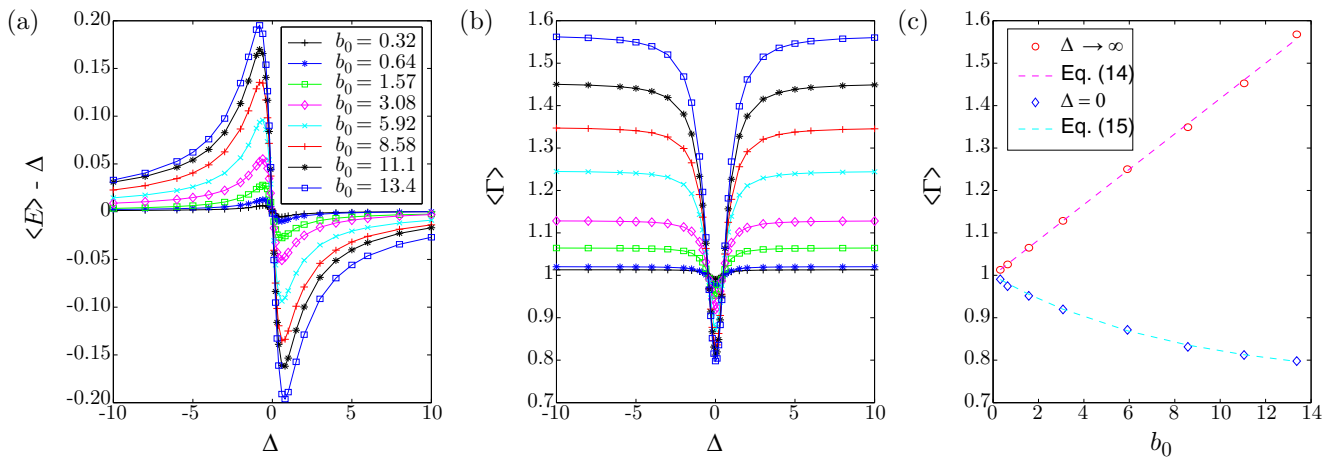 (a)
<E> - Δ
0.20
0.15
0.10
0.05
0
-0.05
-0.10
-0.15
-0.20
-10
-5
0
5
10
Δ
b₀ = 0.32
b₀ = 0.64
b₀ = 1.57
b₀ = 3.08
b₀ = 5.92
b₀ = 8.58
b₀ = 11.1
b₀ = 13.4
(b)
<Γ>
1.6
1.5
1.4
1.3
1.2
1.1
1
0.9
0.8
0.7
-10
-5
0
5
10
Δ
(c)
<Γ>
1.6
1.5
1.4
1.3
1.2
1.1
1
0.9
0.8
0.7
0
2
4
6
8
10
12
14
b₀
Δ → ∞
Eq. (14)
Δ = 0
Eq. (15)